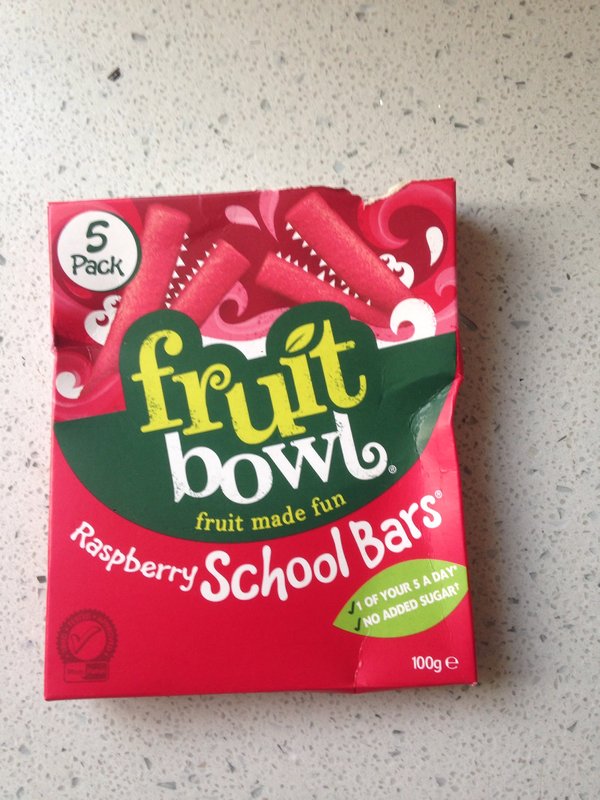 5
Pack
fruit
bowl®
fruit made fun
Raspberry School Bars®
✓1 OF YOUR 5 A DAY*
✓NO ADDED SUGAR†
100g ℮